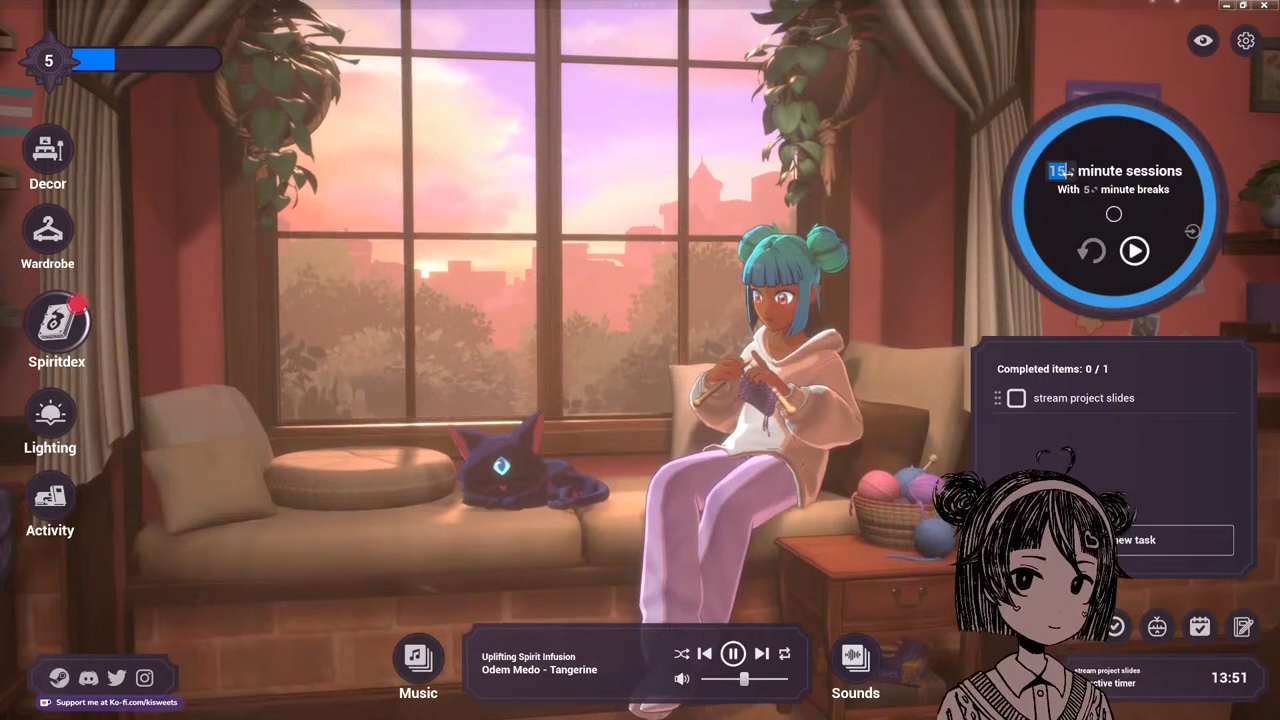 5
Decor
Wardrobe
Spiritdex
Lighting
Activity
15 minute sessions
With 5 minute breaks
Completed items: 0 / 1
stream project slides
new task
Music
Uplifting Spirit Infusion
Odem Medo - Tangerine
Sounds
stream project slides
timer
13:51
Support me at Ko-fi.com/kisweets